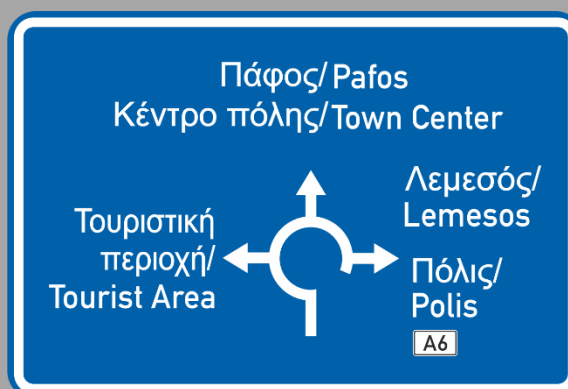 Πάφος/Pafos
Κέντρο πόλης/Town Center
Τουριστική
περιοχή/
Tourist Area
Λεμεσός/
Lemesos
Πόλις/
Polis
A6